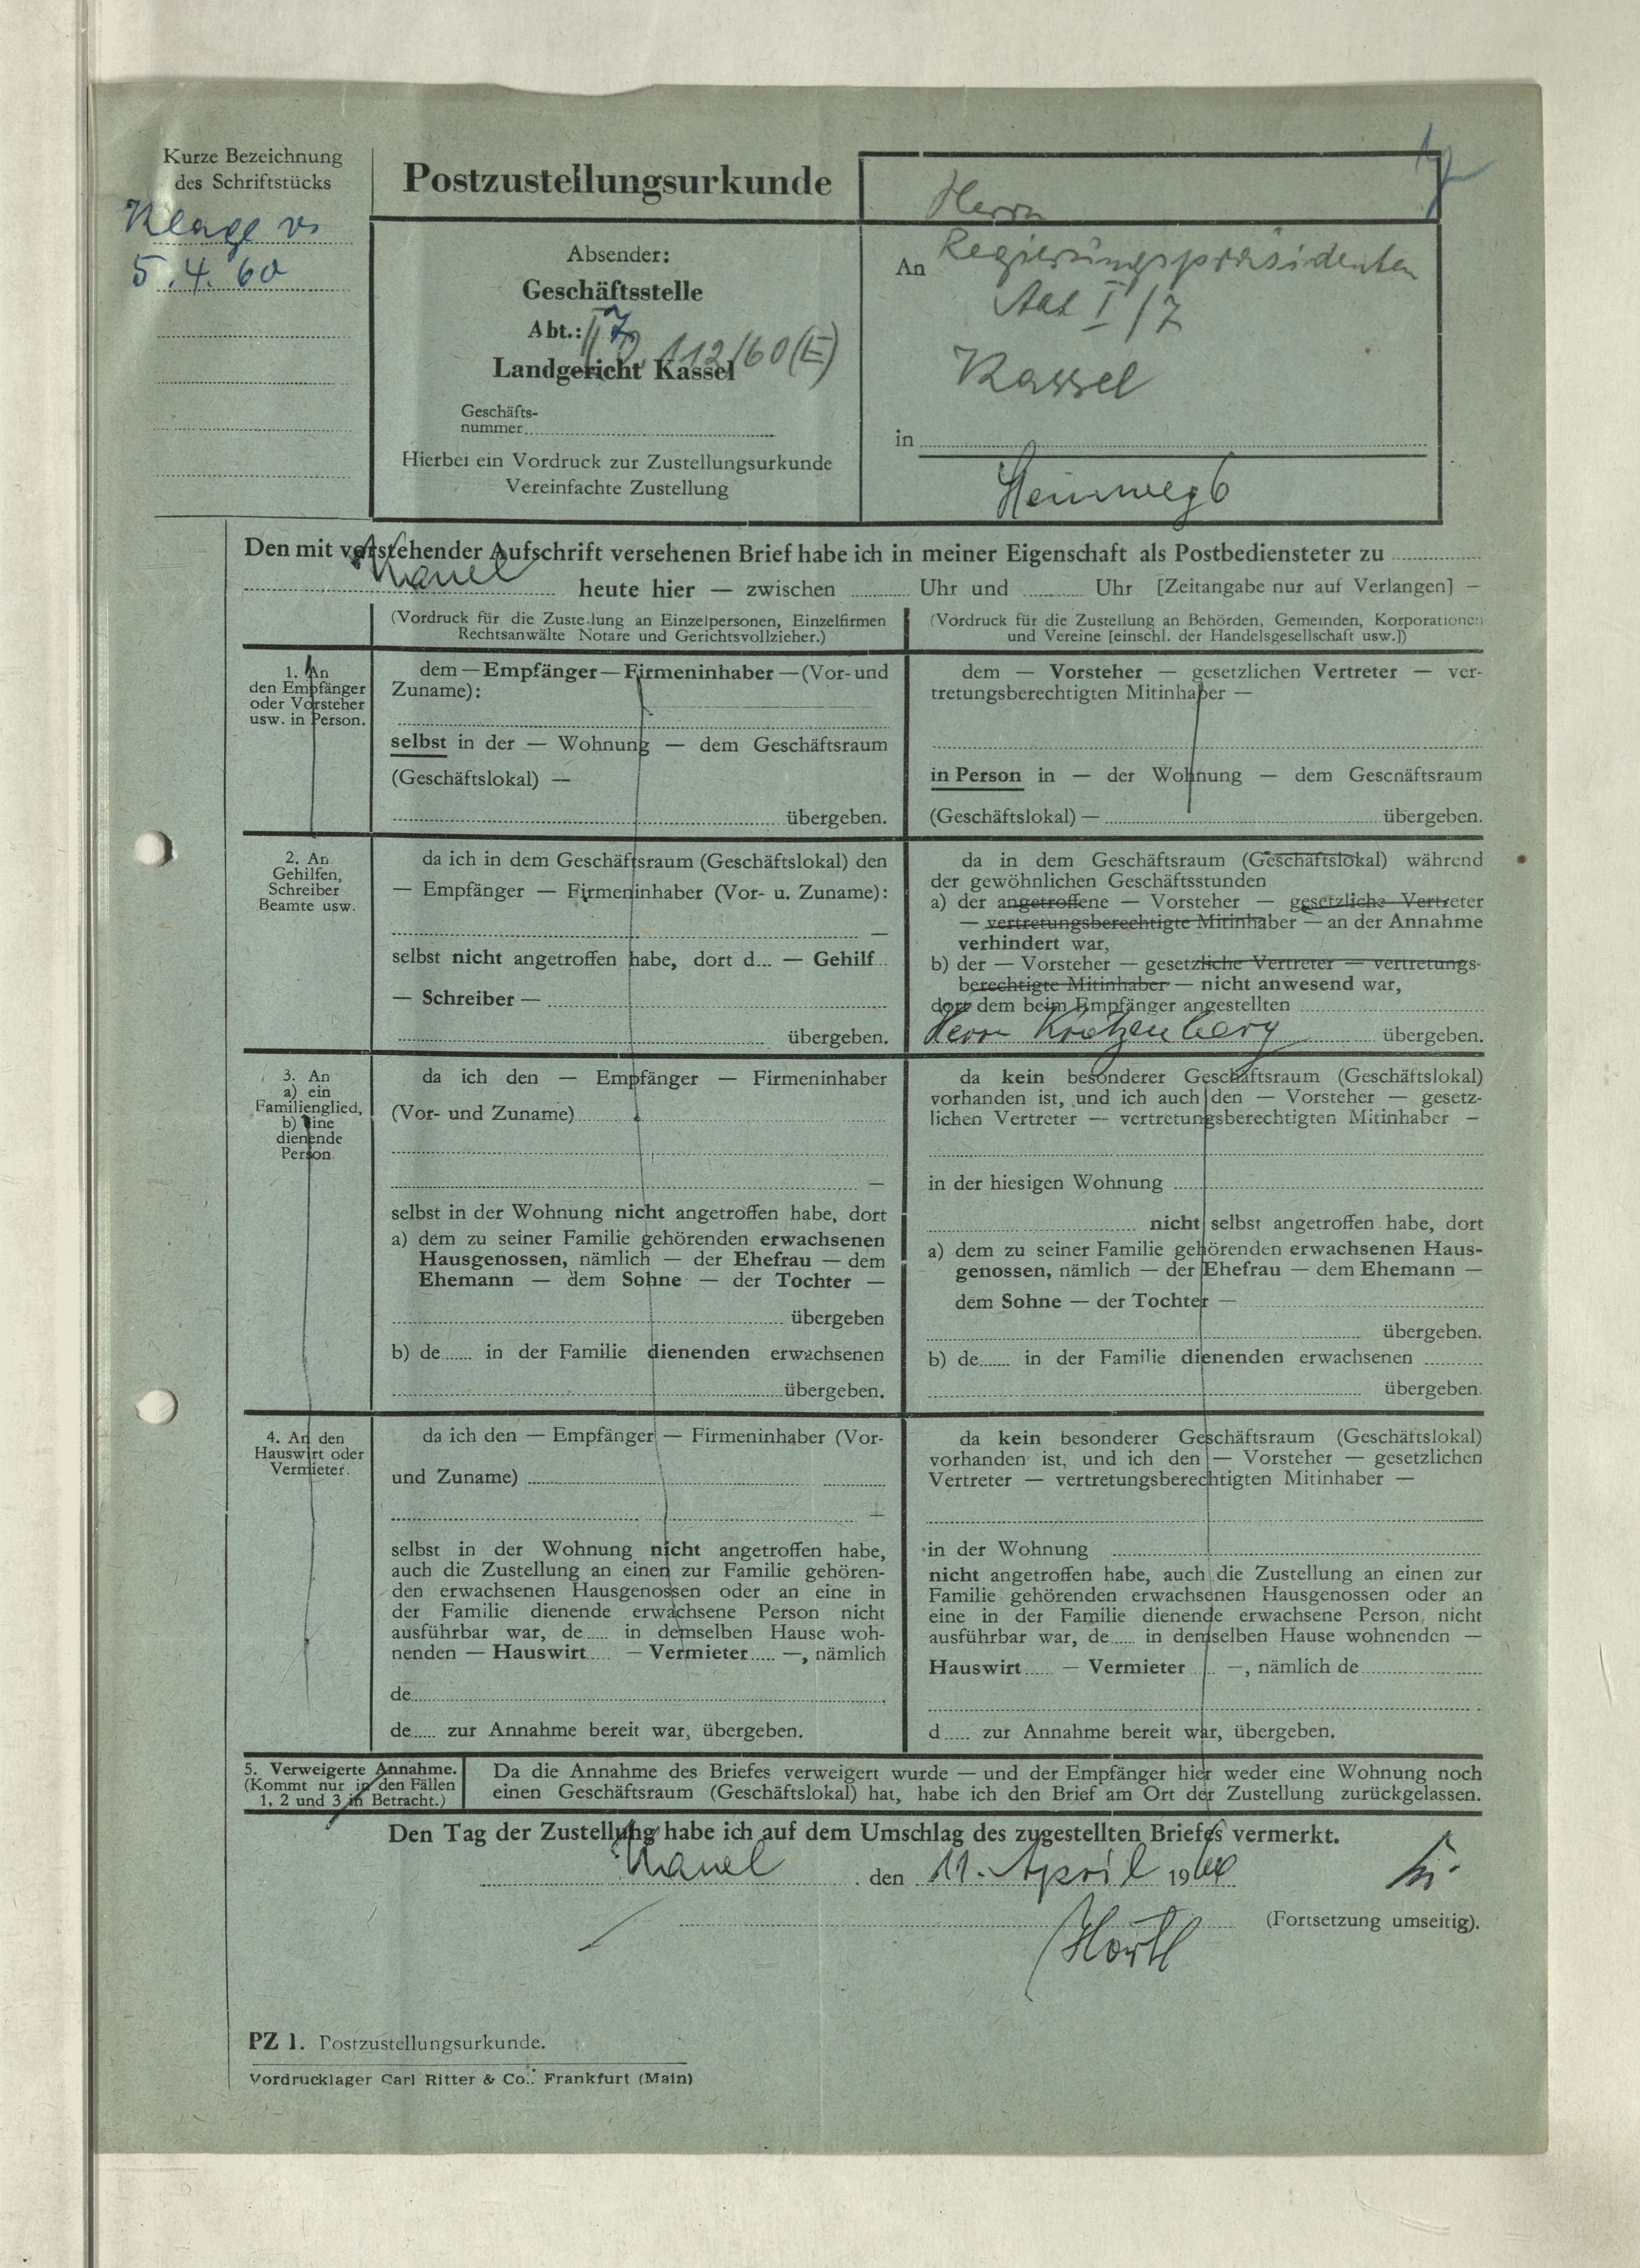 Kurze Bezeichnung
des Schriftstücks
Klage v.
5.4.60
Postzustellungsurkunde
Absender:
Geschäftsstelle
Abt.: 7
Landgericht Kassel
112/60 (E)
Geschäfts-
nummer
Hierbei ein Vordruck zur Zustellungsurkunde
Vereinfachte Zustellung
Herrn
An Regierungspräsidenten
I/7
Kassel
in
Den mit vorstehender Aufschrift versehenen Brief habe ich in meiner Eigenschaft als Postbediensteter zu
Kassel heute hier — zwischen Uhr und Uhr [Zeitangabe nur auf Verlangen] —
(Vordruck für die Zustellung an Einzelpersonen, Einzelfirmen
Rechtsanwälte Notare und Gerichtsvollzieher.)
(Vordruck für die Zustellung an Behörden, Gemeinden, Korporationen
und Vereine [einschl. der Handelsgesellschaft usw.])
1. An
den Empfänger
oder Vorsteher
usw. in Person.
dem — Empfänger — Firmeninhaber — (Vor- und
Zuname):
selbst in der — Wohnung — dem Geschäftsraum
(Geschäftslokal) —
übergeben.
dem — Vorsteher — gesetzlichen Vertreter — ver-
tretungsberechtigten Mitinhaber —
in Person in — der Wohnung — dem Geschäftsraum
(Geschäftslokal) — übergeben.
2. An
Gehilfen,
Schreiber
Beamte usw.
da ich in dem Geschäftsraum (Geschäftslokal) den
— Empfänger — Firmeninhaber (Vor- u. Zuname):
—
selbst nicht angetroffen habe, dort d... — Gehilf...
— Schreiber —
übergeben.
da in dem Geschäftsraum (Geschäftslokal) während
der gewöhnlichen Geschäftsstunden
a) der angetroffene — Vorsteher — gesetzliche Vertreter
— vertretungsberechtigte Mitinhaber — an der Annahme
verhindert war,
b) der — Vorsteher — gesetzliche Vertreter — vertretungs-
berechtigte Mitinhaber — nicht anwesend war,
dort dem beim Empfänger angestellten
Herrn Krätzenberg übergeben.
3. An
a) ein
Familienglied,
b) eine
dienende
Person.
da ich den — Empfänger — Firmeninhaber
(Vor- und Zuname)
—
selbst in der Wohnung nicht angetroffen habe, dort
a) dem zu seiner Familie gehörenden erwachsenen
Hausgenossen, nämlich — der Ehefrau — dem
Ehemann — dem Sohne — der Tochter —
übergeben
b) de...... in der Familie dienenden erwachsenen
übergeben.
da kein besonderer Geschäftsraum (Geschäftslokal)
vorhanden ist, und ich auch den — Vorsteher — gesetz-
lichen Vertreter — vertretungsberechtigten Mitinhaber —
in der hiesigen Wohnung
nicht selbst angetroffen habe, dort
a) dem zu seiner Familie gehörenden erwachsenen Haus-
genossen, nämlich — der Ehefrau — dem Ehemann —
dem Sohne — der Tochter —
übergeben.
b) de...... in der Familie dienenden erwachsenen
übergeben.
4. An den
Hauswirt oder
Vermieter.
da ich den — Empfänger — Firmeninhaber (Vor-
und Zuname)
—
selbst in der Wohnung nicht angetroffen habe,
auch die Zustellung an einen zur Familie gehören-
den erwachsenen Hausgenossen oder an eine in
der Familie dienende erwachsene Person nicht
ausführbar war, de..... in demselben Hause woh-
nenden — Hauswirt..... — Vermieter..... —, nämlich
de
de..... zur Annahme bereit war, übergeben.
da kein besonderer Geschäftsraum (Geschäftslokal)
vorhanden ist, und ich den — Vorsteher — gesetzlichen
Vertreter — vertretungsberechtigten Mitinhaber —
in der Wohnung
nicht angetroffen habe, auch die Zustellung an einen zur
Familie gehörenden erwachsenen Hausgenossen oder an
eine in der Familie dienende erwachsene Person nicht
ausführbar war, de..... in demselben Hause wohnenden —
Hauswirt..... — Vermieter..... —, nämlich de
d..... zur Annahme bereit war, übergeben.
5. Verweigerte Annahme.
(Kommt nur in den Fällen
1, 2 und 3 in Betracht.)
Da die Annahme des Briefes verweigert wurde — und der Empfänger hier weder eine Wohnung noch
einen Geschäftsraum (Geschäftslokal) hat, habe ich den Brief am Ort der Zustellung zurückgelassen.
Den Tag der Zustellung habe ich auf dem Umschlag des zugestellten Briefes vermerkt.
Kassel, den 11. April 1960
(Fortsetzung umseitig).
PZ 1. Postzustellungsurkunde.
Vordrucklager Carl Ritter & Co.: Frankfurt (Main)